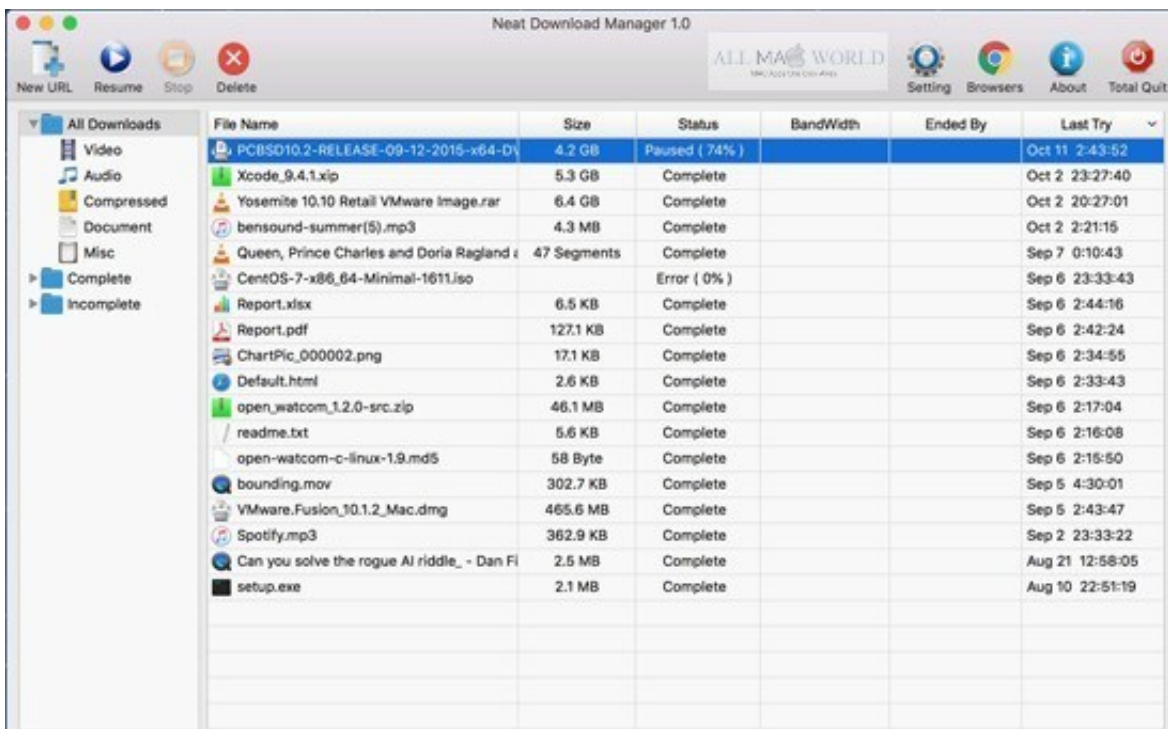 Neat Download Manager 1.0
New URL Resume Stop Delete ALL MAC WORLD Setting Browsers About Total Quit
All Downloads
Video
Audio
Compressed
Document
Misc
Complete
Incomplete
File Name Size Status BandWidth Ended By Last Try
PCBSD10.2-RELEASE-09-12-2015-x64-DV 4.2 GB Paused ( 74% ) Oct 11 2:43:52
Xcode_9.4.1.xip 5.3 GB Complete Oct 2 23:27:40
Yosemite 10.10 Retail VMware Image.rar 6.4 GB Complete Oct 2 20:27:01
bensound-summer(5).mp3 4.3 MB Complete Oct 2 2:21:15
Queen, Prince Charles and Doria Ragland a 47 Segments Complete Sep 7 0:10:43
CentOS-7-x86_64-Minimal-1611.iso Error ( 0% ) Sep 6 23:33:43
Report.xlsx 6.5 KB Complete Sep 6 2:44:16
Report.pdf 127.1 KB Complete Sep 6 2:42:24
ChartPic_000002.png 17.1 KB Complete Sep 6 2:34:55
Default.html 2.6 KB Complete Sep 6 2:33:43
open_watcom_1.2.0-src.zip 46.1 MB Complete Sep 6 2:17:04
readme.txt 5.6 KB Complete Sep 6 2:16:08
open-watcom-c-linux-1.9.md5 58 Byte Complete Sep 6 2:15:50
bounding.mov 302.7 KB Complete Sep 5 4:30:01
VMware.Fusion_10.1.2_Mac.dmg 465.6 MB Complete Sep 5 2:43:47
Spotify.mp3 362.9 KB Complete Sep 2 23:33:22
Can you solve the rogue AI riddle_ - Dan Fi 2.5 MB Complete Aug 21 12:58:05
setup.exe 2.1 MB Complete Aug 10 22:51:19